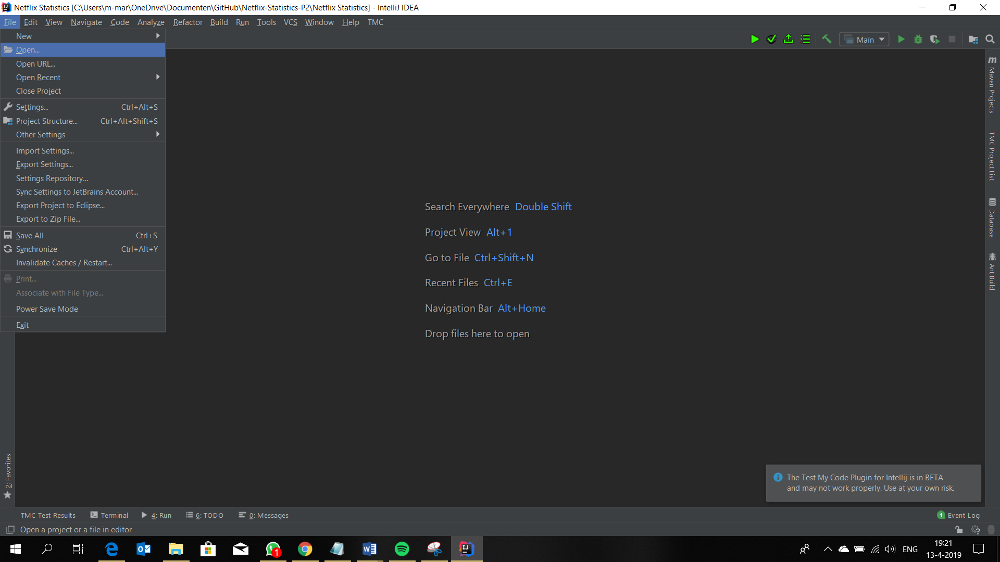 Netflix Statistics [C:\Users\m-mar\OneDrive\Documenten\GitHub\Netflix-Statistics-P2\Netflix Statistics] - IntelliJ IDEA
File Edit View Navigate Code Analyze Refactor Build Run Tools VCS Window Help TMC
Main
New
Open...
Open URL...
Open Recent
Close Project
Settings... Ctrl+Alt+S
Project Structure... Ctrl+Alt+Shift+S
Other Settings
Import Settings...
Export Settings...
Settings Repository...
Sync Settings to JetBrains Account...
Export Project to Eclipse...
Export to Zip File...
Save All Ctrl+S
Synchronize Ctrl+Alt+Y
Invalidate Caches / Restart...
Print...
Associate with File Type...
Power Save Mode
Exit
Search Everywhere Double Shift
Project View Alt+1
Go to File Ctrl+Shift+N
Recent Files Ctrl+E
Navigation Bar Alt+Home
Drop files here to open
Maven Projects
TMC Project List
Database
Ant Build
2: Favorites
The Test My Code Plugin for Intellij is in BETA
and may not work properly. Use at your own risk.
TMC Test Results Terminal 4: Run 6: TODO 0: Messages 1 Event Log
Open a project or a file in editor
1
ENG
19:21
13-4-2019